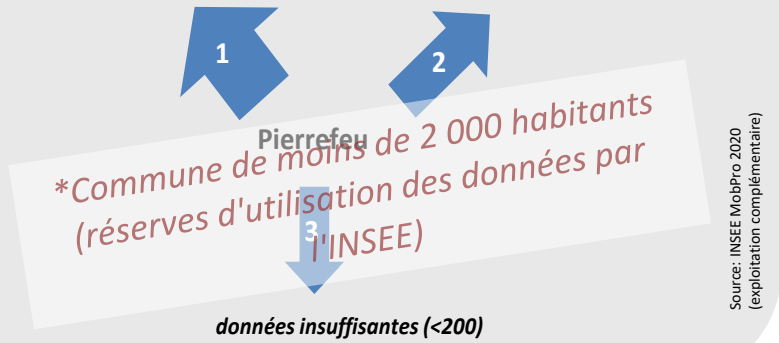 1
2
Pierrefeu
*Commune de moins de 2 000 habitants
(réserves d'utilisation des données par
l'INSEE)
3
données insuffisantes (<200)
Source: INSEE MobPro 2020
(exploitation complémentaire)